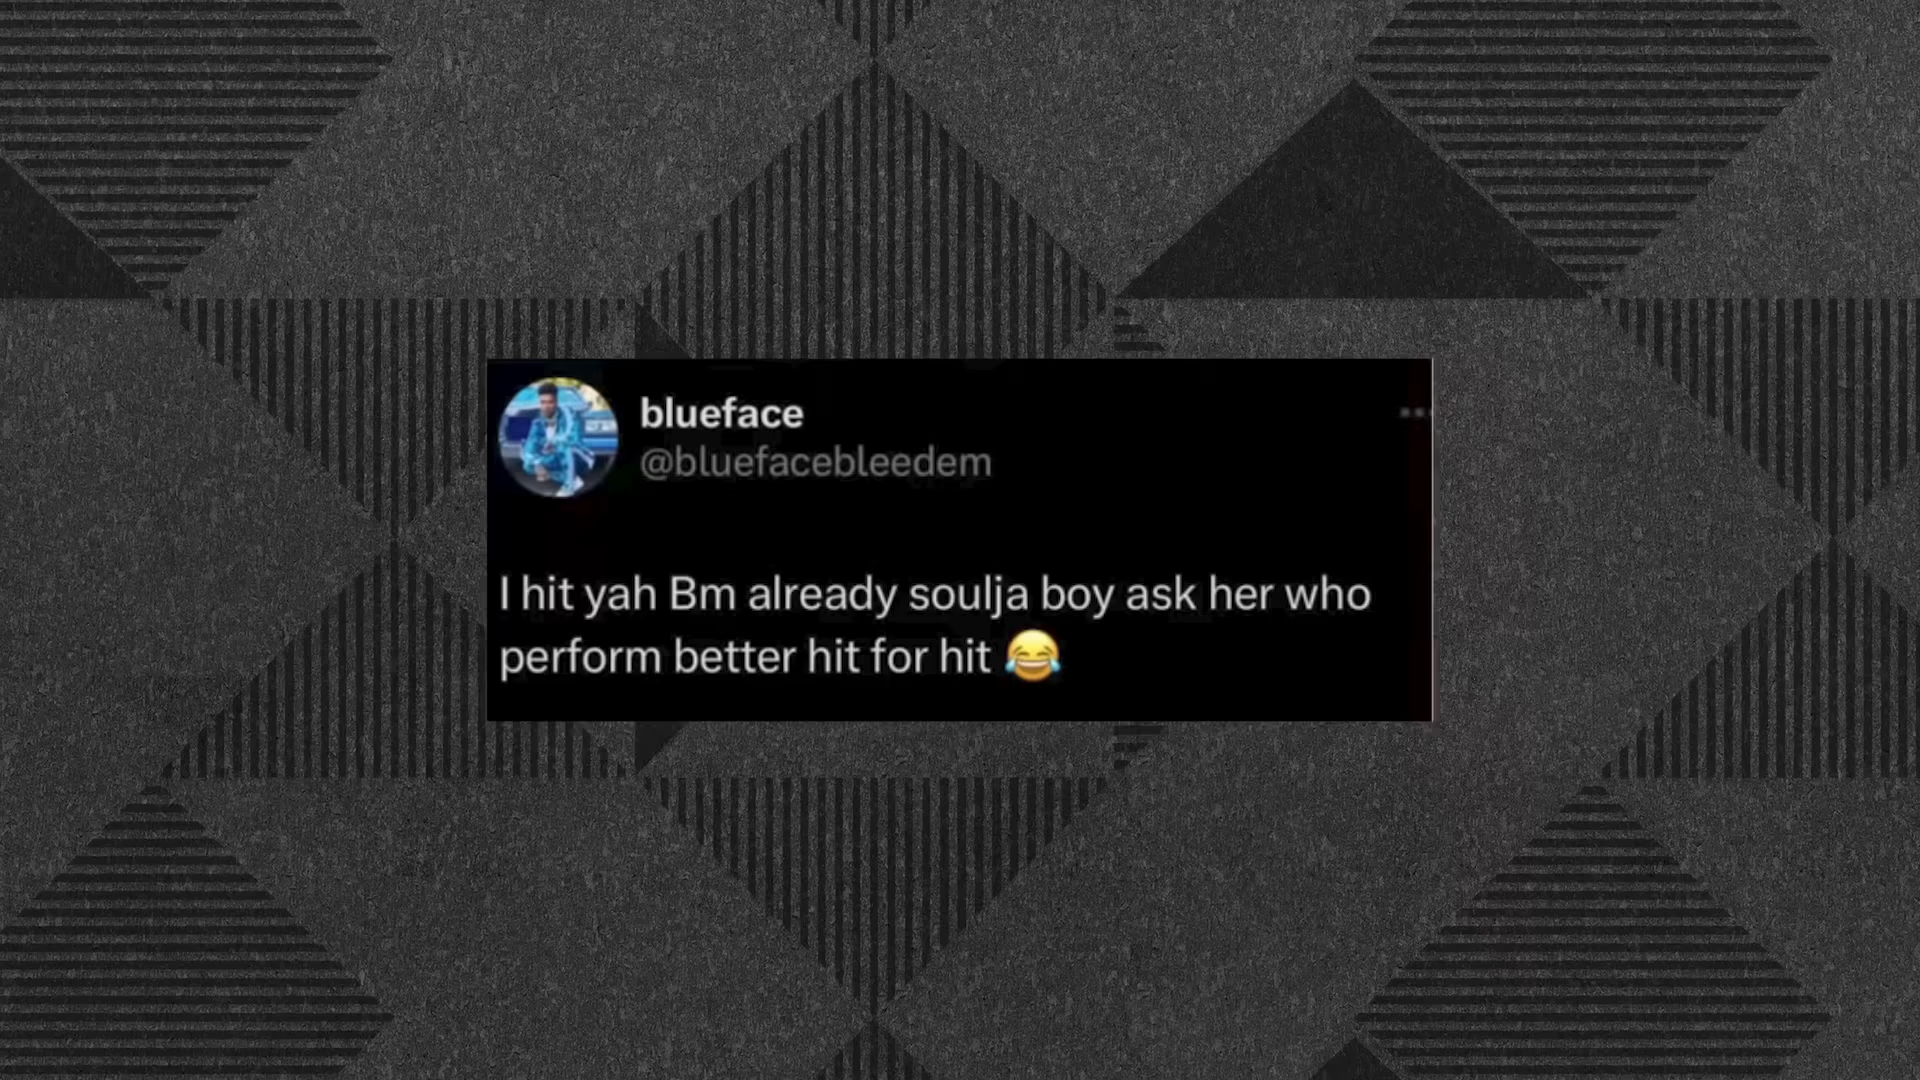 blueface
@bluefacebleedem
I hit yah Bm already soulja boy ask her who
perform better hit for hit 😂